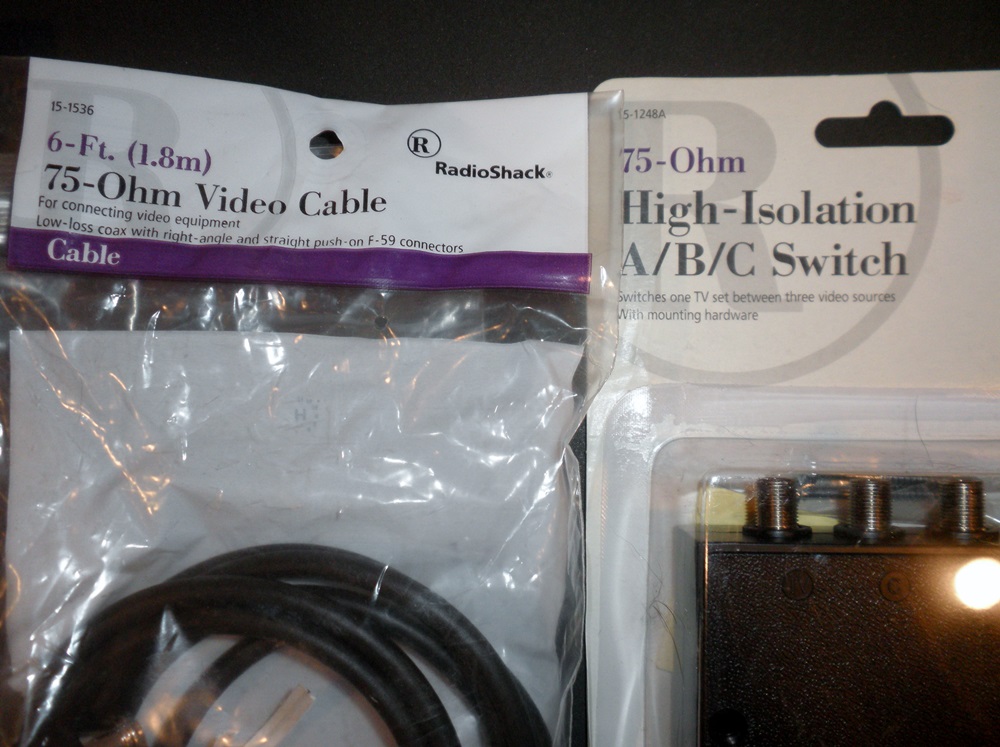 15-1536
6-Ft. (1.8m)
75-Ohm Video Cable
For connecting video equipment
Low-loss coax with right-angle and straight push-on F-59 connectors
Cable
R
RadioShack®
15-1248A
75-Ohm
High-Isolation
A/B/C Switch
Switches one TV set between three video sources
With mounting hardware